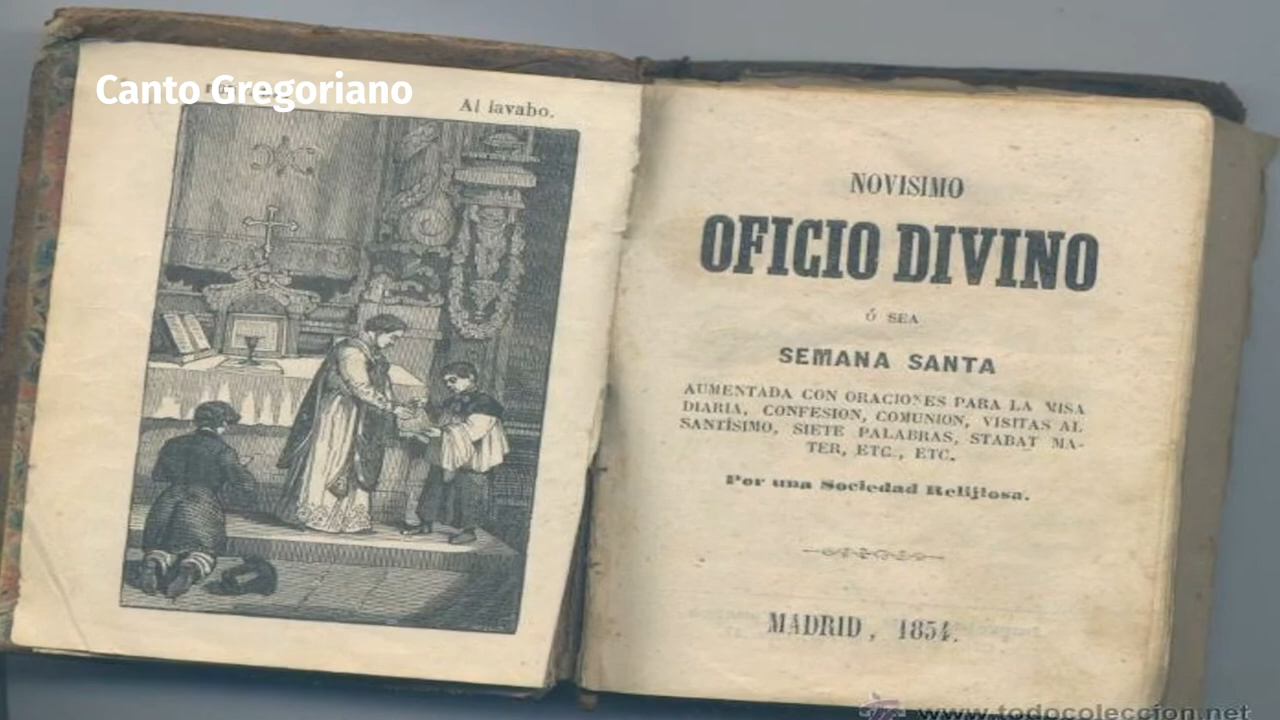 Canto Gregoriano
Al lavabo.
NOVISIMO
OFICIO DIVINO
Ó SEA
SEMANA SANTA
AUMENTADA CON ORACIONES PARA LA MISA
DIARIA, CONFESION, COMUNION, VISITAS AL
SANTÍSIMO, SIETE PALABRAS, STABAT MA-
TER, ETC., ETC.
Por una Sociedad Relijiosa.
MADRID, 1854.
www.todocoleccion.net